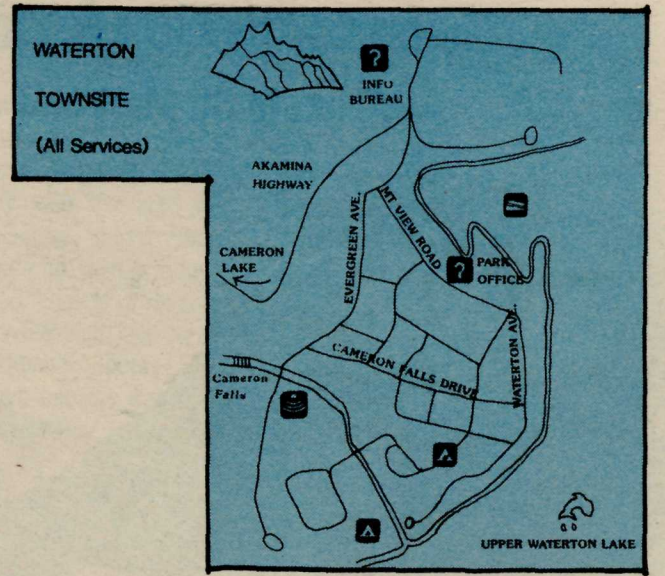 WATERTON
TOWNSITE
(All Services)
?
INFO
BUREAU
AKAMINA
HIGHWAY
EVERGREEN AVE.
MT VIEW ROAD
CAMERON
LAKE
?
PARK
OFFICE
WATERTON AVE.
CAMERON FALLS DRIVE
Cameron
Falls
UPPER WATERTON LAKE